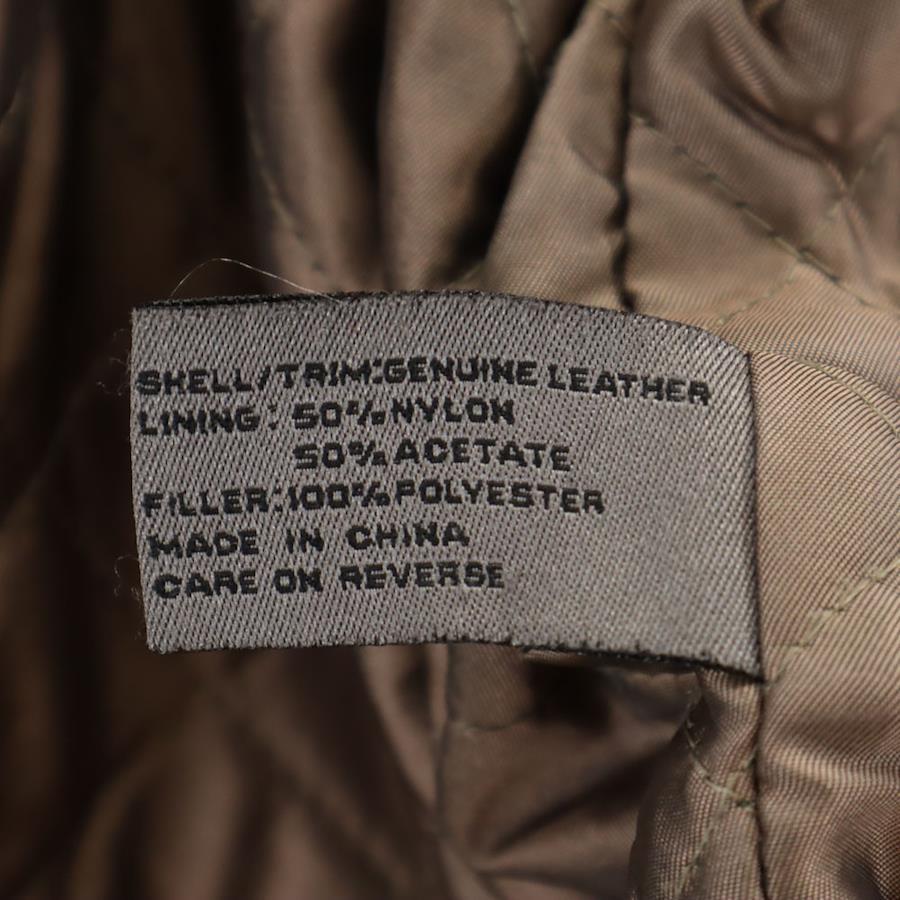 SHELL/TRIM:GENUINE LEATHER
LINING: 50%NYLON
50%ACETATE
FILLER:100%POLYESTER
MADE IN CHINA
CARE ON REVERSE